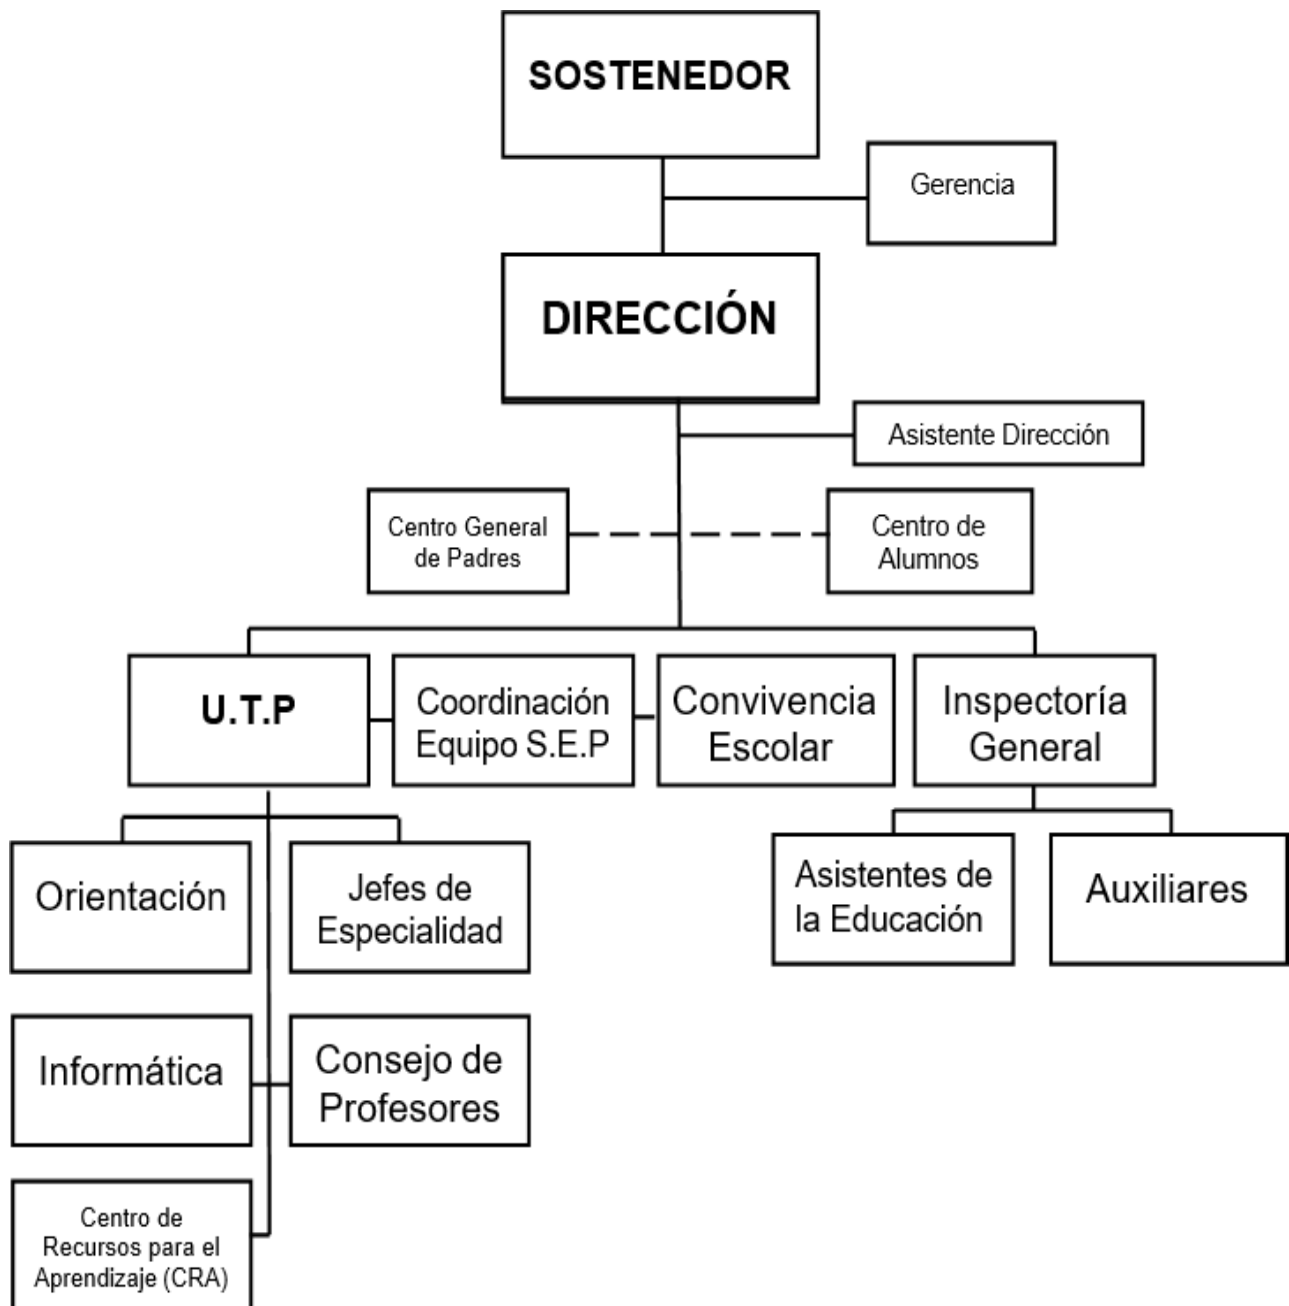 SOSTENEDOR
Gerencia
DIRECCIÓN
Asistente Dirección
Centro General
de Padres
Centro de
Alumnos
U.T.P
Coordinación
Equipo S.E.P
Convivencia
Escolar
Inspectoría
General
Orientación
Jefes de
Especialidad
Asistentes de
la Educación
Auxiliares
Informática
Consejo de
Profesores
Centro de
Recursos para el
Aprendizaje (CRA)